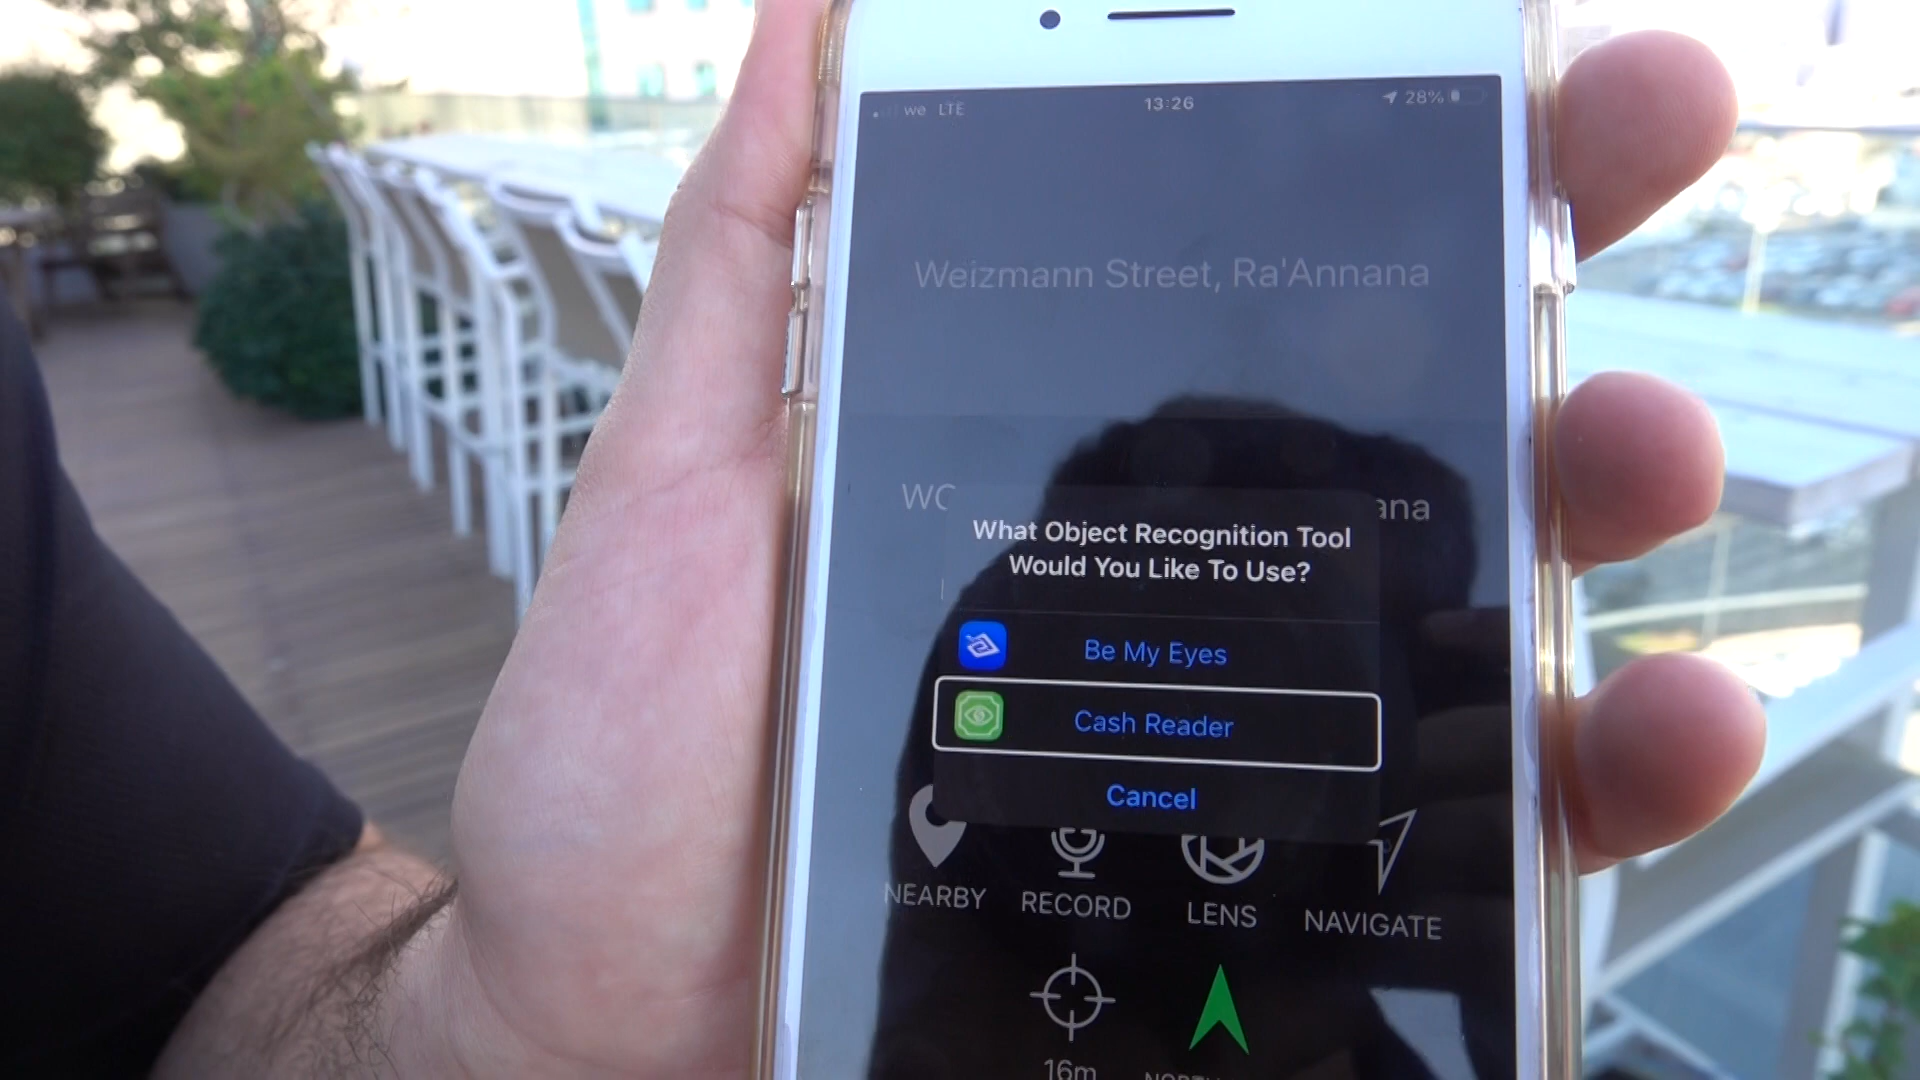 we LTE 13:26 28%
Weizmann Street, Ra'Annana
What Object Recognition Tool
Would You Like To Use?
Be My Eyes
Cash Reader
Cancel
NEARBY RECORD LENS NAVIGATE
16m